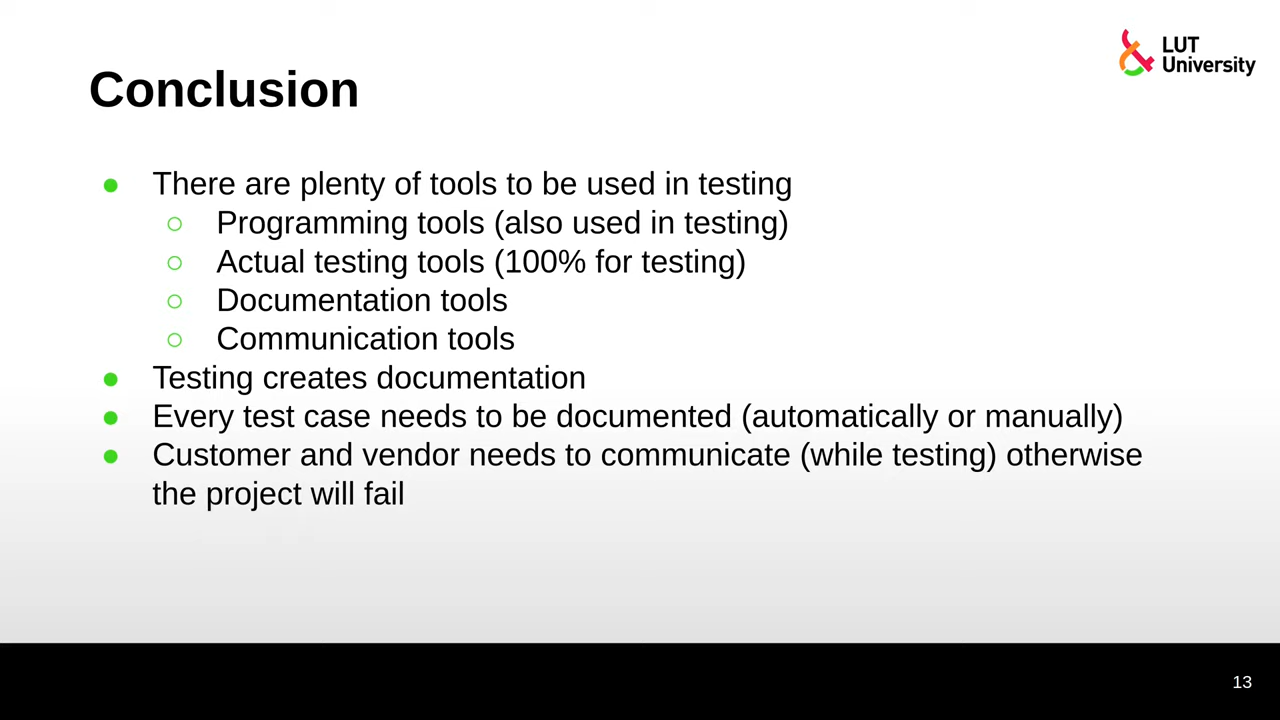 LUT
University
Conclusion
● There are plenty of tools to be used in testing
○ Programming tools (also used in testing)
○ Actual testing tools (100% for testing)
○ Documentation tools
○ Communication tools
● Testing creates documentation
● Every test case needs to be documented (automatically or manually)
● Customer and vendor needs to communicate (while testing) otherwise
the project will fail
13